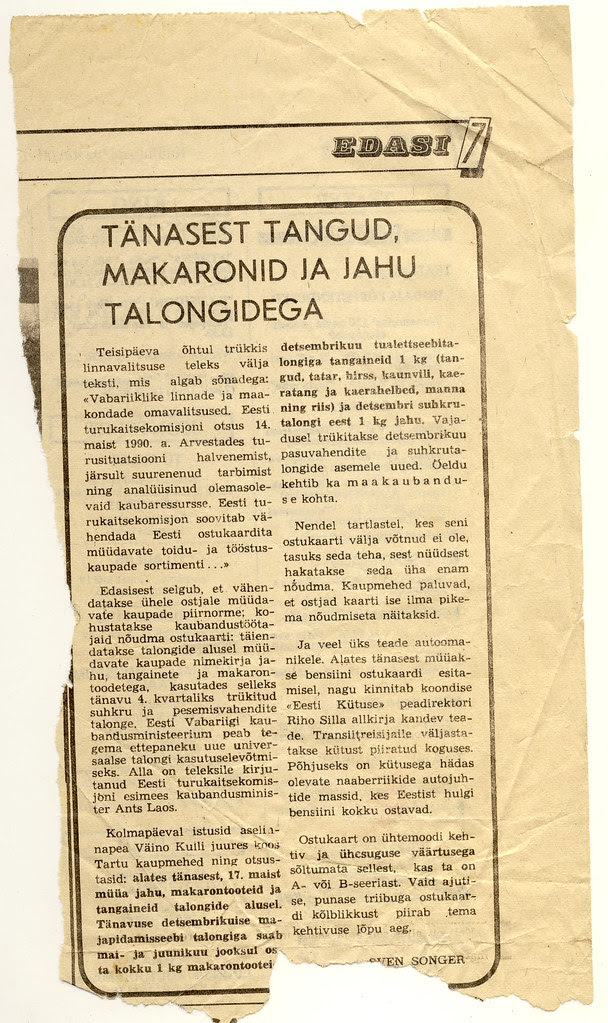 EDASI 7
TÄNASEST TANGUD,
MAKARONID JA JAHU
TALONGIDEGA
Teisipäeva õhtul trükkis
linnavalitsuse teleks välja
teksti, mis algab sõnadega:
«Vabariiklike linnade ja maa-
kondade omavalitsused. Eesti
turukaitsekomisjoni otsus 14.
maist 1990. a. Arvestades tu-
rusituatsiooni halvenemist,
järsult suurenenud tarbimist
ning analüüsinud olemasole-
vaid kaubaressursse. Eesti tu-
rukaitsekomisjon soovitab vä-
hendada Eesti ostukaardita
müüdavate toidu- ja tööstus-
kaupade sortimenti ...»
Edasisest selgub, et vähen-
datakse ühele ostjale müüda-
vate kaupade piirnorme; ko-
hustatakse kaubandustööta-
jaid nõudma ostukaarti: täien-
datakse talongide alusel müü-
davate kaupade nimekirja ja-
hu, tangainete ja makaron-
toodetega, kasutades selleks
tänavu 4. kvartaliks trükitud
suhkru ja pesemisvahendite
talonge. Eesti Vabariigi kau-
bandusministeerium peab te-
gema ettepaneku uue univer-
saalse talongi kasutuselevõtmi-
seks. Alla on teleksile kirju-
tanud Eesti turukaitsekomis-
jõni esimees kaubandusminis-
ter Ants Laos.
Kolmapäeval istusid aselin-
napea Väino Kulli juures koos
Tartu kaupmehed ning otsus-
tasid: alates tänasest, 17. maist
müüa jahu, makarontooteid ja
tangaineid talongide alusel.
Tänavuse detsembrikuise ma-
japidamisseebi talongiga saab
mai- ja juunikuu jooksul os
ta kokku 1 kg makarontootei
detsembrikuu tualettseebita-
longiga tangaineid 1 kg (tan-
gud, tatar, hirss, kaunvili, kae-
ratang ja kaerahelbed, manna
ning riis) ja detsembri suhkru-
talongi eest 1 kg jahu. Vaja-
dusel trükitakse detsembrikuu
pasuvahendite ja suhkruta-
longide asemele uued. Öeldu
kehtib ka maakaubandu-
se kohta.
Nendel tartlastel, kes seni
ostukaarti välja võtnud ei ole,
tasuks seda teha, sest nüüdsest
hakatakse seda üha enam
nõudma. Kaupmehed paluvad,
et ostjad kaarti ise ilma pike-
ma nõudmiseta näitaksid.
Ja veel üks teade autooma-
nikele. Alates tänasest müüak-
se bensiini ostukaardi esita-
misel, nagu kinnitab koondise
«Eesti Kütuse» peadirektori
Riho Silla allkirja kandev tea-
de. Transiitreisijaile väljasta-
takse kütust piiratud koguses.
Põhjuseks on kütusega hädas
olevate naaberriikide autojuh-
tide massid, kes Eestist hulgi
bensiini kokku ostavad.
Ostukaart on ühtemoodi keh-
tiv ja ühesuguse väärtusega
sõltumata sellest, kas ta on
A- või B-seeriast. Vaid ajuti-
se, punase triibuga ostukaar-
di kõlblikkust piirab tema
kehtivuse lõpu aeg.
SVEN SONGER